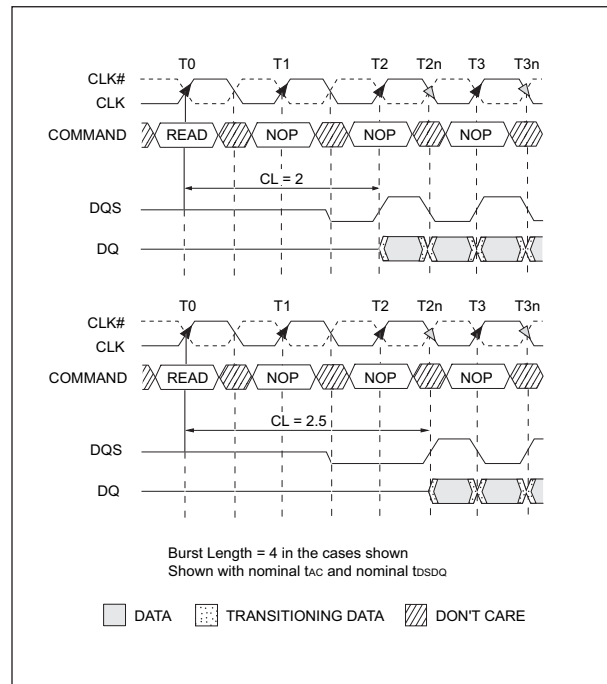 T0 T1 T2 T2n T3 T3n
CLK#
CLK
COMMAND READ NOP NOP NOP
CL = 2
DQS
DQ
T0 T1 T2 T2n T3 T3n
CLK#
CLK
COMMAND READ NOP NOP NOP
CL = 2.5
DQS
DQ
Burst Length = 4 in the cases shown
Shown with nominal tAC and nominal tDSDQ
DATA TRANSITIONING DATA DON'T CARE